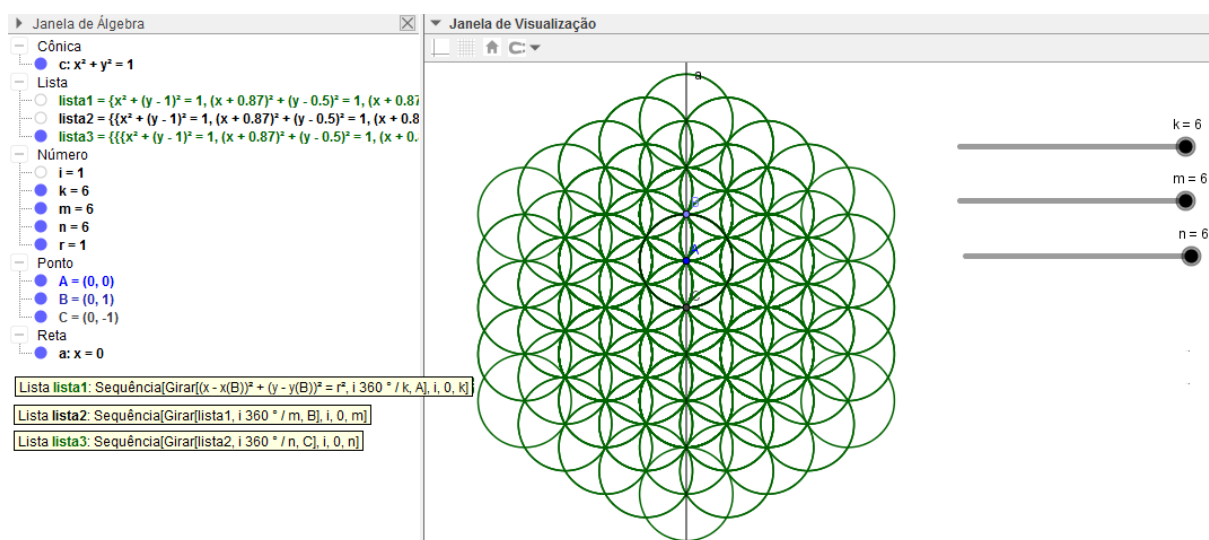 Janela de Álgebra
Cônica
c: x² + y² = 1
Lista
lista1 = {x² + (y - 1)² = 1, (x + 0.87)² + (y - 0.5)² = 1, (x + 0.87
lista2 = {{x² + (y - 1)² = 1, (x + 0.87)² + (y - 0.5)² = 1, (x + 0.8
lista3 = {{{x² + (y - 1)² = 1, (x + 0.87)² + (y - 0.5)² = 1, (x + 0.
Número
i = 1
k = 6
m = 6
n = 6
r = 1
Ponto
A = (0, 0)
B = (0, 1)
C = (0, -1)
Reta
a: x = 0
Lista lista1: Sequência[Girar[(x - x(B))² + (y - y(B))² = r², i 360 ° / k, A], i, 0, k]
Lista lista2: Sequência[Girar[lista1, i 360 ° / m, B], i, 0, m]
Lista lista3: Sequência[Girar[lista2, i 360 ° / n, C], i, 0, n]
Janela de Visualização
a
B
A
C
k = 6
m = 6
n = 6